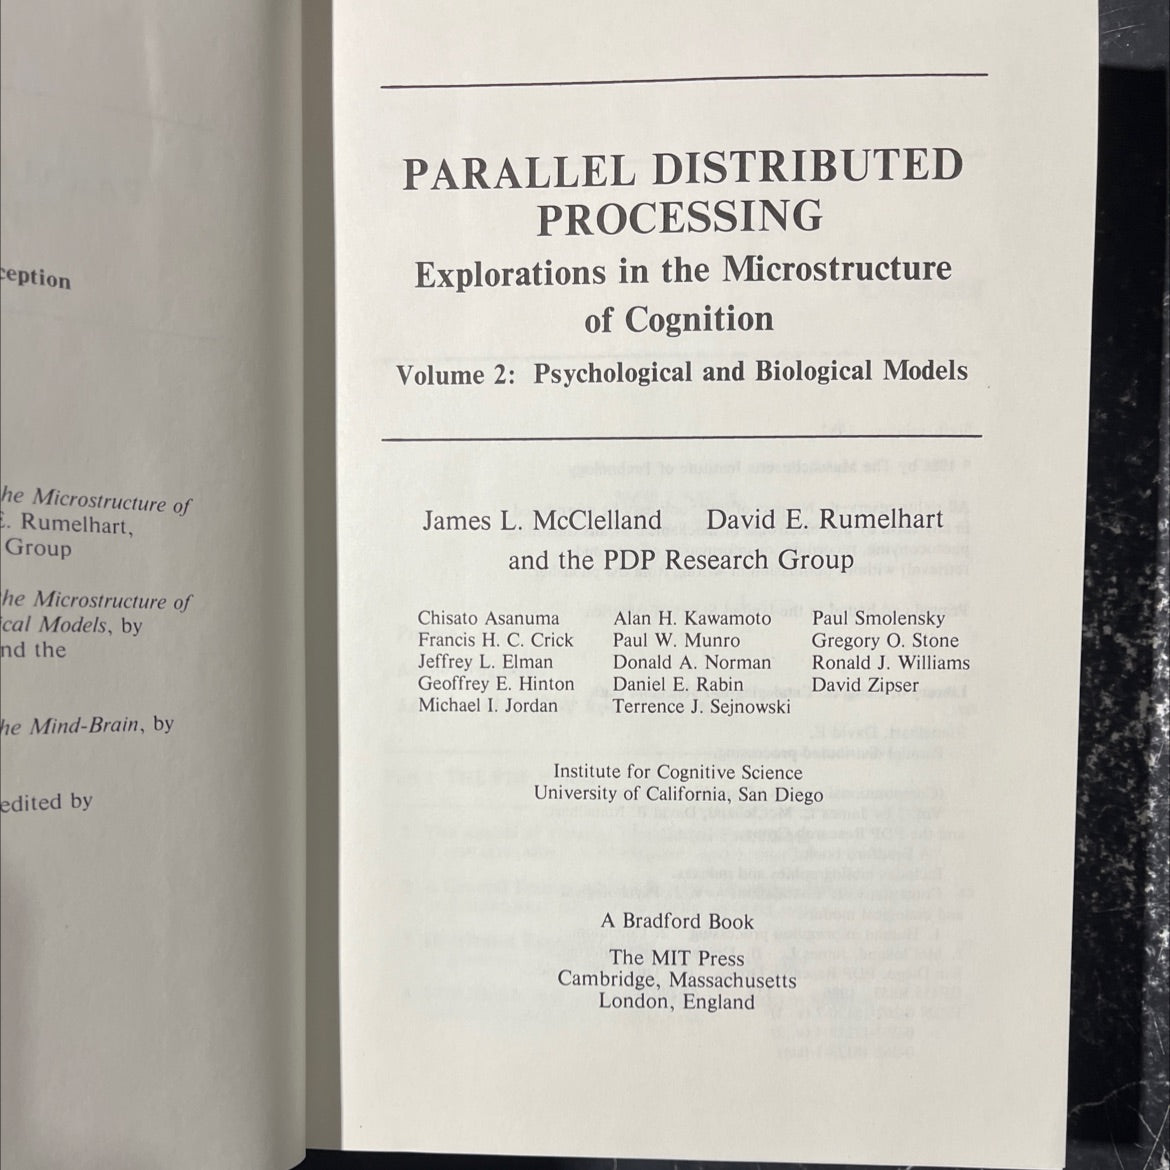 ception
he Microstructure of
E. Rumelhart,
Group
he Microstructure of
cal Models, by
nd the
he Mind-Brain, by
edited by
PARALLEL DISTRIBUTED
PROCESSING
Explorations in the Microstructure
of Cognition
Volume 2: Psychological and Biological Models
James L. McClelland David E. Rumelhart
and the PDP Research Group
Chisato Asanuma Alan H. Kawamoto Paul Smolensky
Francis H. C. Crick Paul W. Munro Gregory O. Stone
Jeffrey L. Elman Donald A. Norman Ronald J. Williams
Geoffrey E. Hinton Daniel E. Rabin David Zipser
Michael I. Jordan Terrence J. Sejnowski
Institute for Cognitive Science
University of California, San Diego
A Bradford Book
The MIT Press
Cambridge, Massachusetts
London, England